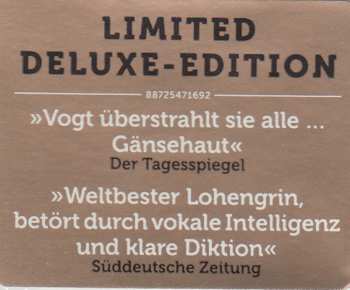 LIMITED
DELUXE-EDITION
88725471692
»Vogt überstrahlt sie alle ...
Gänsehaut«
Der Tagesspiegel
»Weltbester Lohengrin,
betört durch vokale Intelligenz
und klare Diktion«
Süddeutsche Zeitung